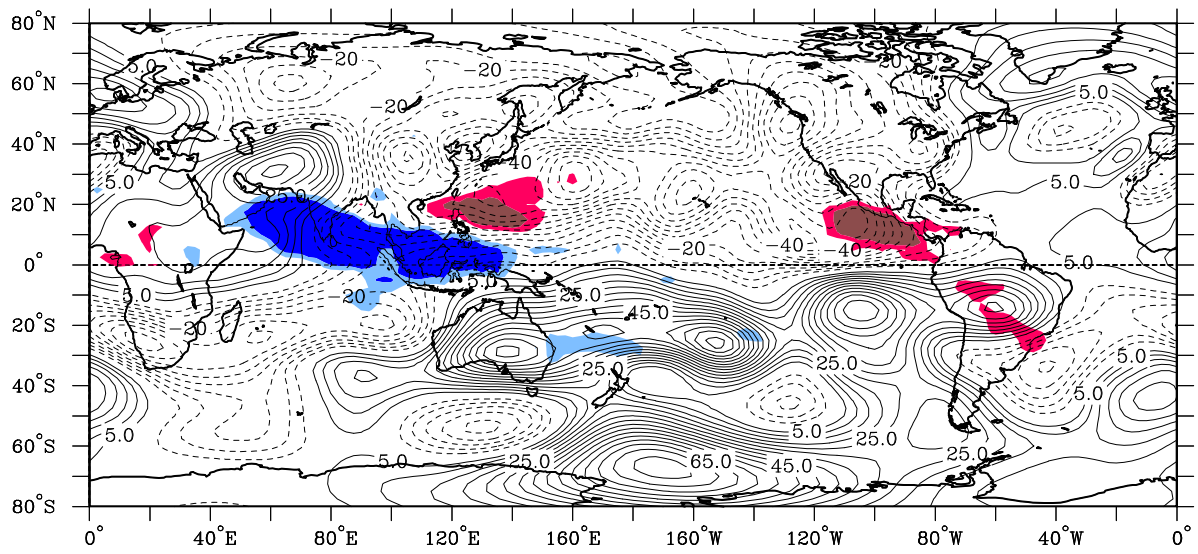 80°N
5.0 −20 −20 20
60°N
−20 5.0
40°N
40
5.0 25.0 20 5.0
20°N
−20 −40 40
0° 5.0
5.0 −20 5.0 25.0
20°S −20 45.0
25.0 25.0 5.0
40°S 5.0
5.0 5.0 25.0
60°S 5.0 25.0 65.0 45.0 25.0
80°S
0° 40°E 80°E 120°E 160°E 160°W 120°W 80°W 40°W 0°